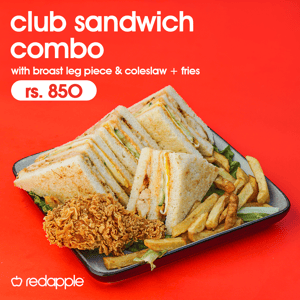 club sandwich
combo
with broast leg piece & coleslaw + fries
rs. 850
redapple